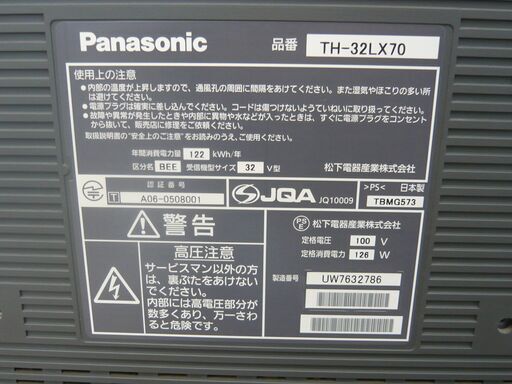 Panasonic 品番 TH-32LX70
使用上の注意
●内部の温度が上昇しますので、通風孔の周囲に間隔をあけてください。また湿気やほこりの多い所
は避けてください。
●電源プラグは確実に差し込んでください。コードは傷つけないようていねいに取り扱ってください。
●故障や異常が発生したときや内部に異物や水などが入ったときは、すぐに電源プラグをコンセント
から抜いて、販売店に修理をご依頼ください。
取扱説明書の“安全上のご注意”をお読みのうえ、ご使用ください。
年間消費電力量 122 kWh/年
区分名 BEE 受信機型サイズ 32 V型 松下電器産業株式会社
認証番号
T A06-0508001
JQA JQ10009
>PS< 日本製
TBMG573
警告
高圧注意
サービスマン以外の方
は、裏ぶたをあけない
でください。
内部には高電圧部分が
数多くあり、万一さわ
ると危険です。
PSE 松下電器産業株式会社
定格電圧 100 V
定格消費電力 126 W
製造番号 UW7632786